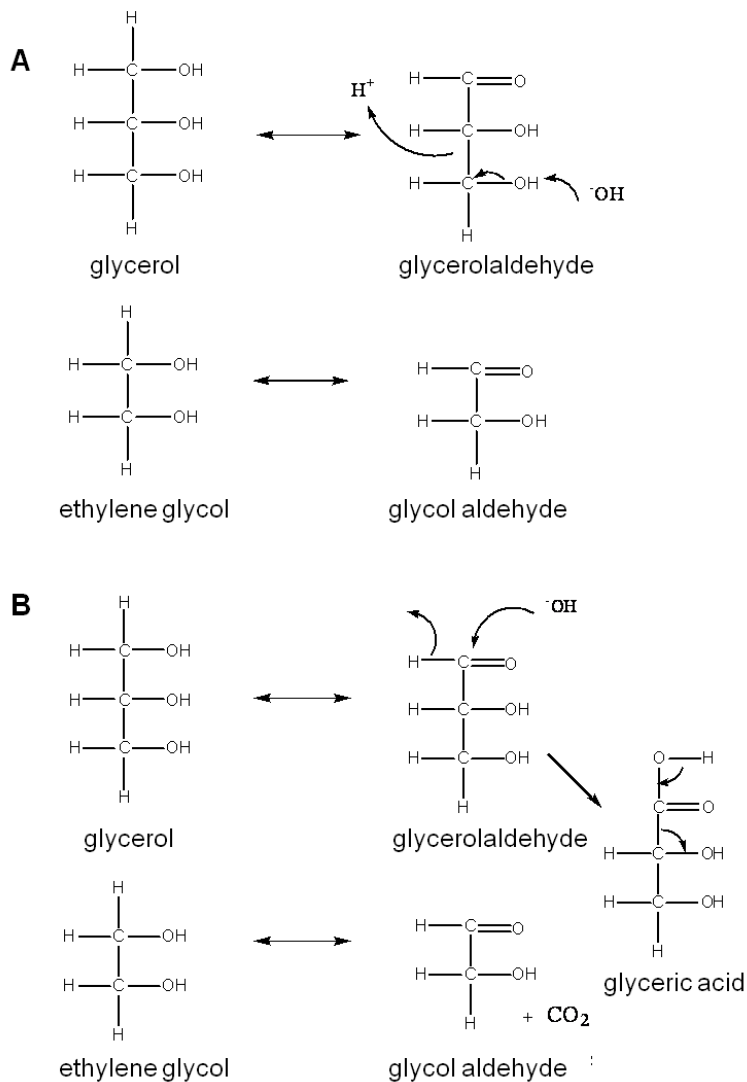 A
H
H C OH
H C OH
H C OH
H
glycerol
H⁺
H C O
H C OH
H C OH
H
⁻OH
glycerolaldehyde
H
H C OH
H C OH
H
ethylene glycol
H C O
H C OH
H
glycol aldehyde
B
H
H C OH
H C OH
H C OH
H
glycerol
⁻OH
H C O
H C OH
H C OH
H
glycerolaldehyde
O H
C O
H C OH
H C OH
H
glyceric acid
H
H C OH
H C OH
H
ethylene glycol
H C O
H C OH
H
+ CO₂
glycol aldehyde :